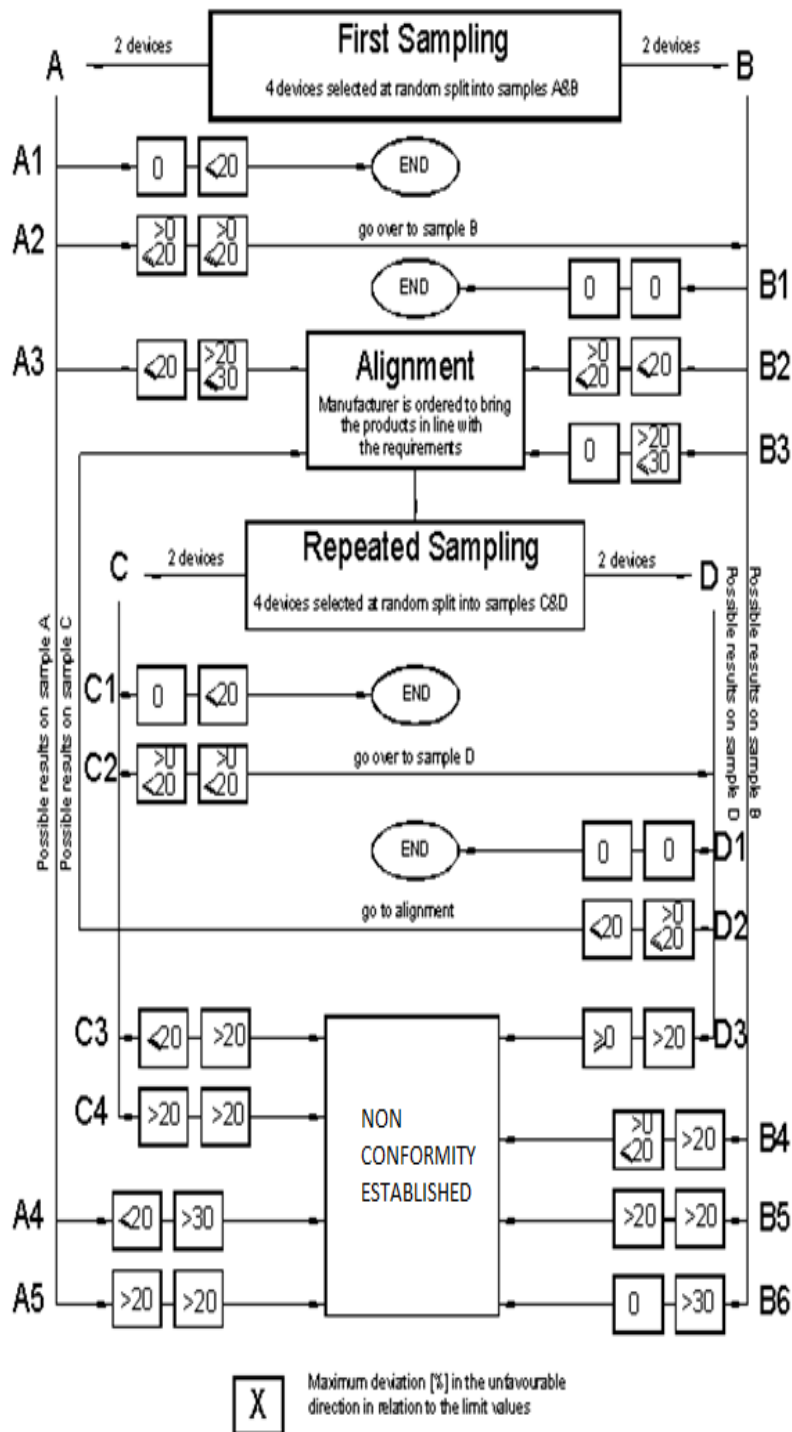 First Sampling
4 devices selected at random split into samples A&B
A 2 devices 2 devices B
A1 0 ⩽20 END
A2 >0 ⩽20 >0 ⩽20 go over to sample B
END 0 0 B1
A3 ⩽20 >20 ⩽30
Alignment
Manufacturer is ordered to bring
the products in line with
the requirements
>0 ⩽20 ⩽20 B2
0 >20 ⩽30 B3
Repeated Sampling
4 devices selected at random split into samples C&D
C 2 devices 2 devices D
Possible results on sample A
Possible results on sample C
Possible results on sample D
Possible results on sample B
C1 0 ⩽20 END
C2 >0 ⩽20 >0 ⩽20 go over to sample D
END 0 0 D1
go to alignment ⩽20 >0 ⩽20 D2
C3 ⩽20 >20
⩾0 >20 D3
C4 >20 >20
NON
CONFORMITY
ESTABLISHED
>0 ⩽20 >20 B4
A4 ⩽20 >30
>20 >20 B5
A5 >20 >20
0 >30 B6
X Maximum deviation [%] in the unfavourable
direction in relation to the limit values